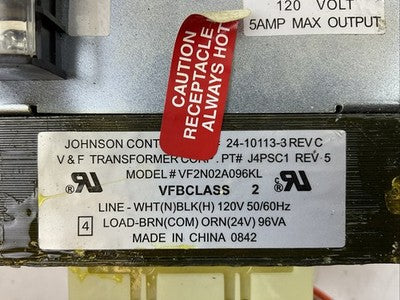 120 VOLT
5AMP MAX OUTPUT
CAUTION
RECEPTACLE
ALWAYS HOT
JOHNSON CONT 24-10113-3 REV C
V & F TRANSFORMER CORP. PT# J4PSC1 REV 5
MODEL# VF2N02A096KL
VFBCLASS 2
LINE - WHT(N)BLK(H) 120V 50/60Hz
4 LOAD-BRN(COM) ORN(24V) 96VA
MADE IN CHINA 0842